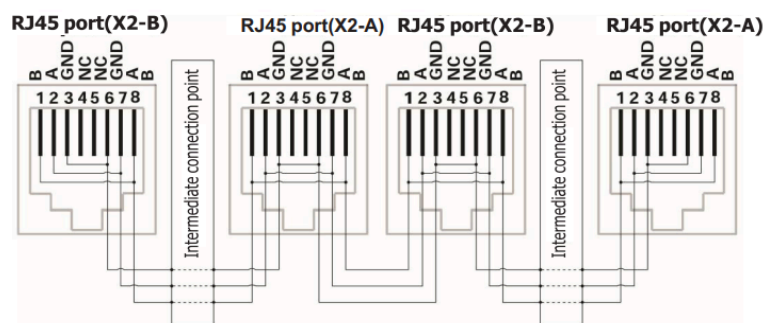 RJ45 port(X2-B) RJ45 port(X2-A) RJ45 port(X2-B) RJ45 port(X2-A)
B A GND NC NC GND A B
1 2 3 4 5 6 7 8
Intermediate connection point
B A GND NC NC GND A B
1 2 3 4 5 6 7 8
B A GND NC NC GND A B
1 2 3 4 5 6 7 8
Intermediate connection point
B A GND NC NC GND A B
1 2 3 4 5 6 7 8